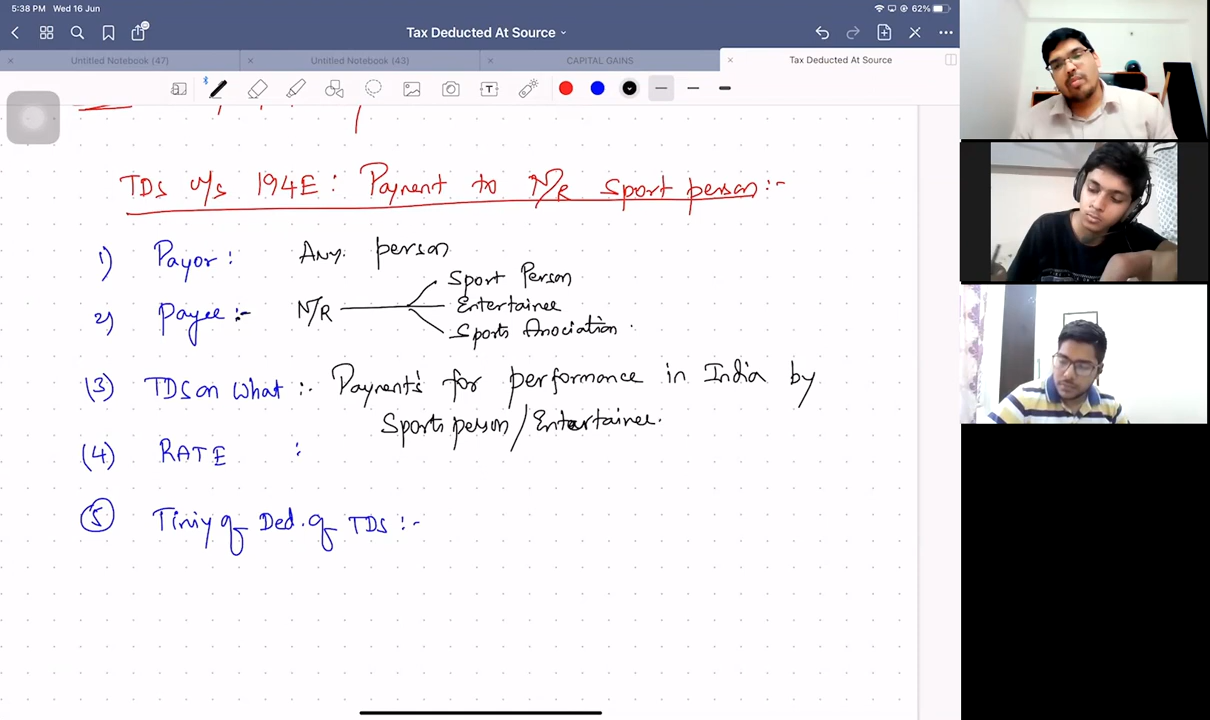 5:38 PM Wed 16 Jun 62%
Tax Deducted At Source
Untitled Notebook (47) Untitled Notebook (43) CAPITAL GAINS Tax Deducted At Source
TDS u/s 194E : Payment to N/R Sport person :-
1) Payor : Any. person
2) Payee :- N/R
Sport Person
Entertainee
Sports Association .
(3) TDS on What :- Payments for performance in India by
Sports person / Entertainee.
(4) RATE :
(5) Timing of Ded. of TDS :-